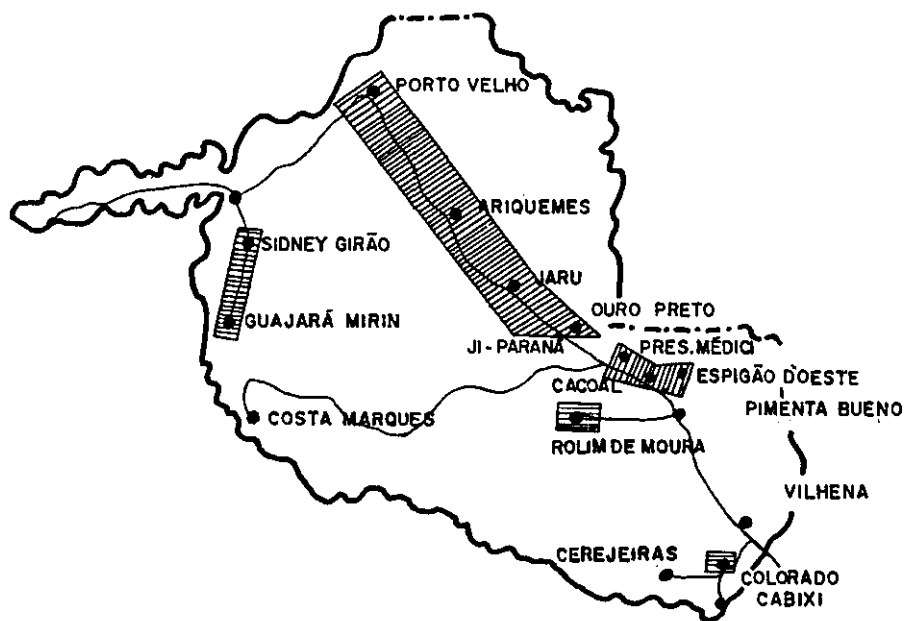 PORTO VELHO
ARIQUEMES
SIDNEY GIRÃO
JARU
OURO PRETO
GUAJARÁ MIRIN
JI-PARANÁ
PRES. MÉDICI
CACOAL
ESPIGÃO D'OESTE
COSTA MARQUES
PIMENTA BUENO
ROLIM DE MOURA
VILHENA
CEREJEIRAS
COLORADO
CABIXI